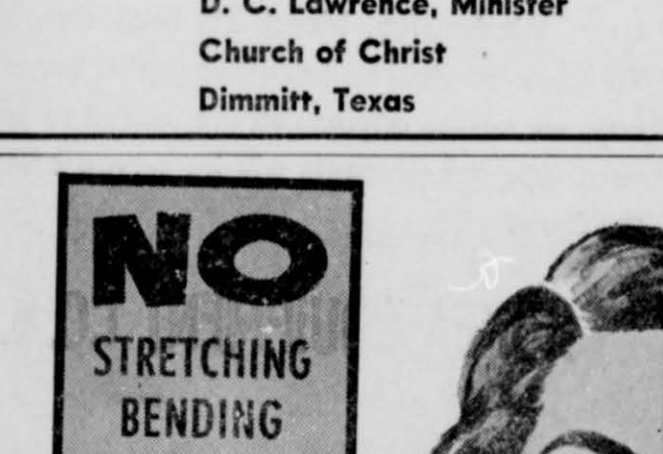 D. C. Lawrence, Minister
Church of Christ
Dimmitt, Texas
NO
STRETCHING
BENDING